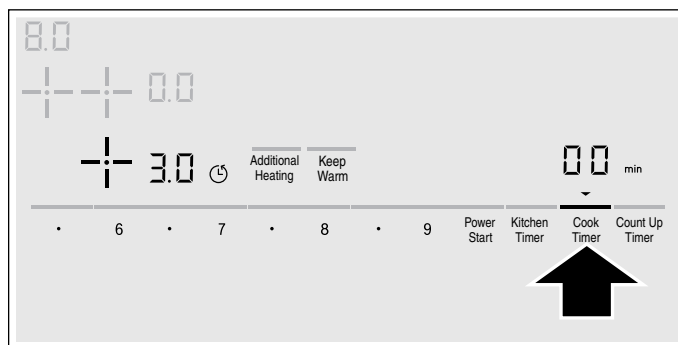 8.0
0.0
3.0
Additional Heating
Keep Warm
00 min
· 6 · 7 · 8 · 9
Power Start
Kitchen Timer
Cook Timer
Count Up Timer